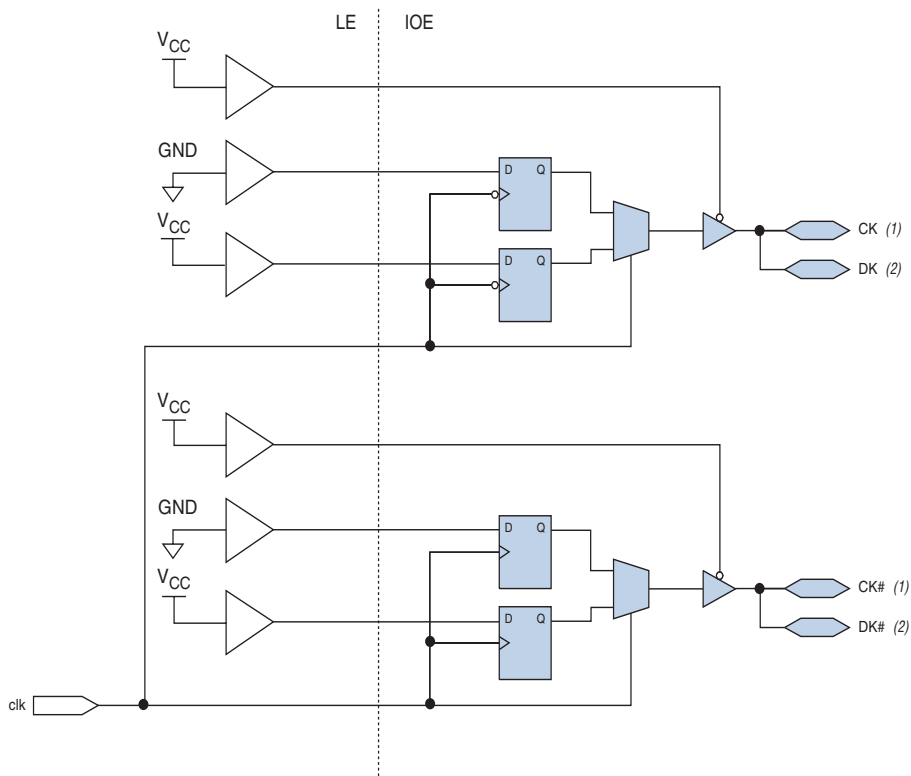 LE IOE
VCC
GND
D Q
CK (1)
VCC
D Q
DK (2)
VCC
GND
D Q
VCC
CK# (1)
D Q
DK# (2)
clk